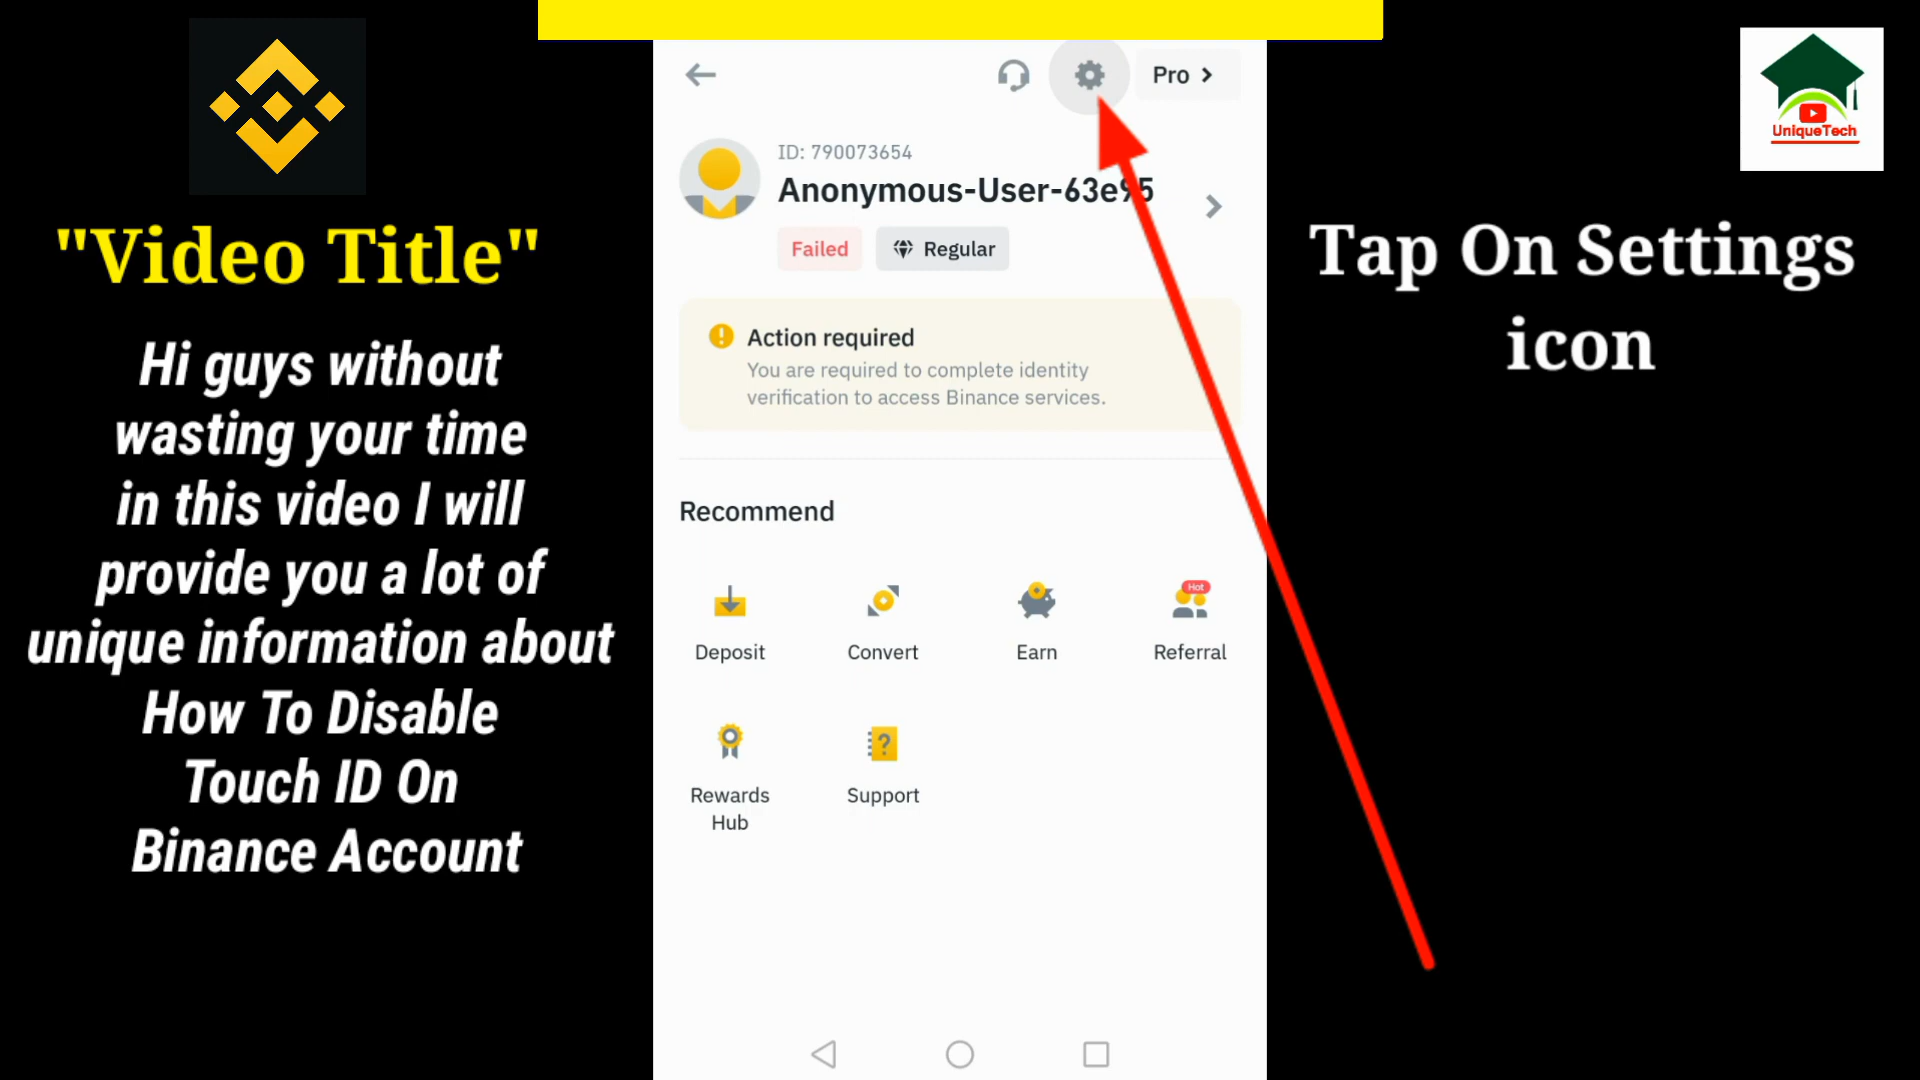 "Video Title"
Hi guys without
wasting your time
in this video I will
provide you a lot of
unique information about
How To Disable
Touch ID On
Binance Account
Pro
ID: 790073654
Anonymous-User-63e95
Failed
Regular
Action required
You are required to complete identity
verification to access Binance services.
Recommend
Hot
Deposit
Convert
Earn
Referral
Rewards
Hub
Support
UniqueTech
Tap On Settings
icon